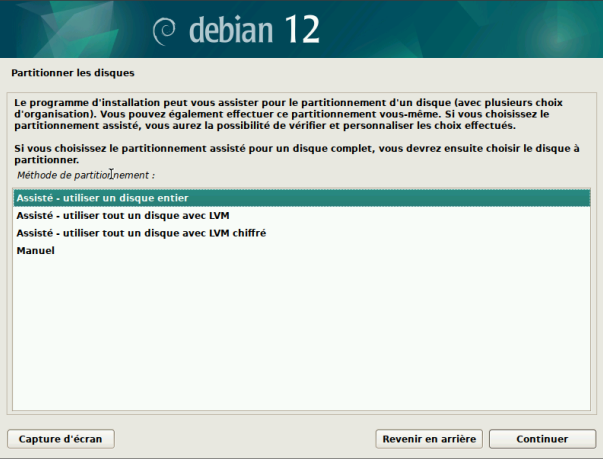 debian 12
Partitionner les disques
Le programme d'installation peut vous assister pour le partitionnement d'un disque (avec plusieurs choix
d'organisation). Vous pouvez également effectuer ce partitionnement vous-même. Si vous choisissez le
partitionnement assisté, vous aurez la possibilité de vérifier et personnaliser les choix effectués.
Si vous choisissez le partitionnement assisté pour un disque complet, vous devrez ensuite choisir le disque à
partitionner.
Méthode de partitionnement :
Assisté - utiliser un disque entier
Assisté - utiliser tout un disque avec LVM
Assisté - utiliser tout un disque avec LVM chiffré
Manuel
Capture d'écran
Revenir en arrière
Continuer